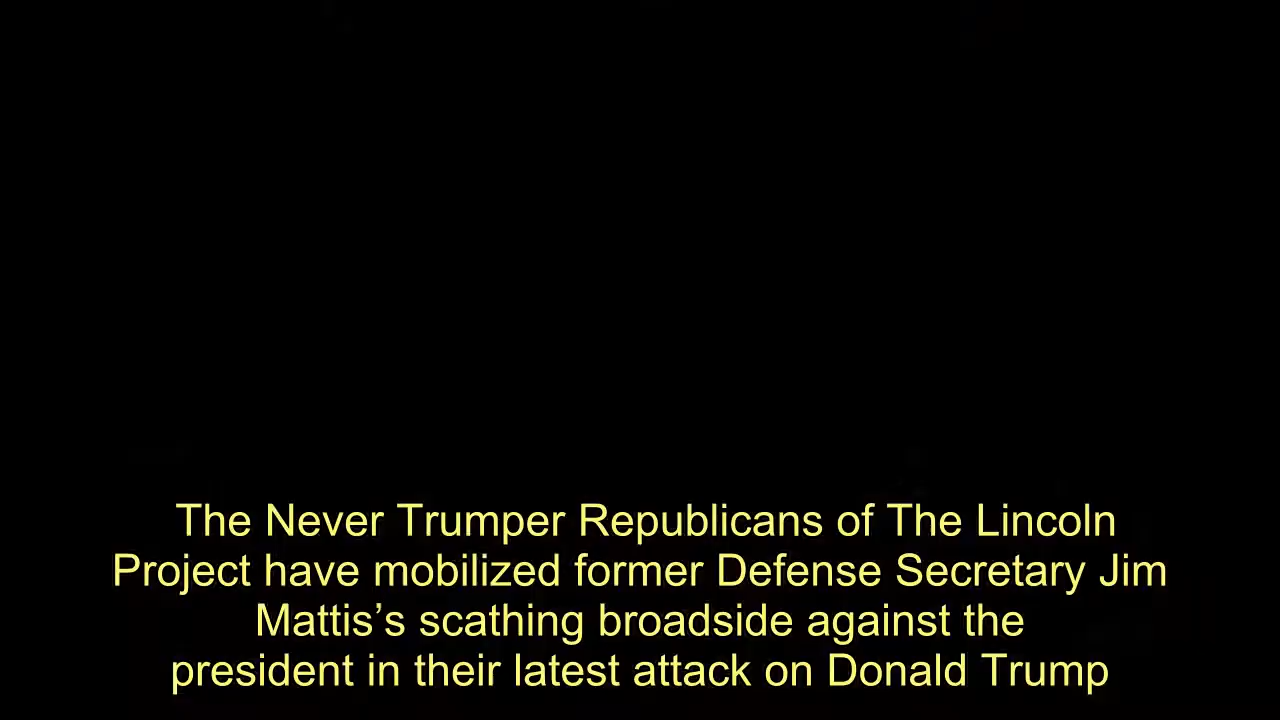 The Never Trumper Republicans of The Lincoln
Project have mobilized former Defense Secretary Jim
Mattis’s scathing broadside against the
president in their latest attack on Donald Trump